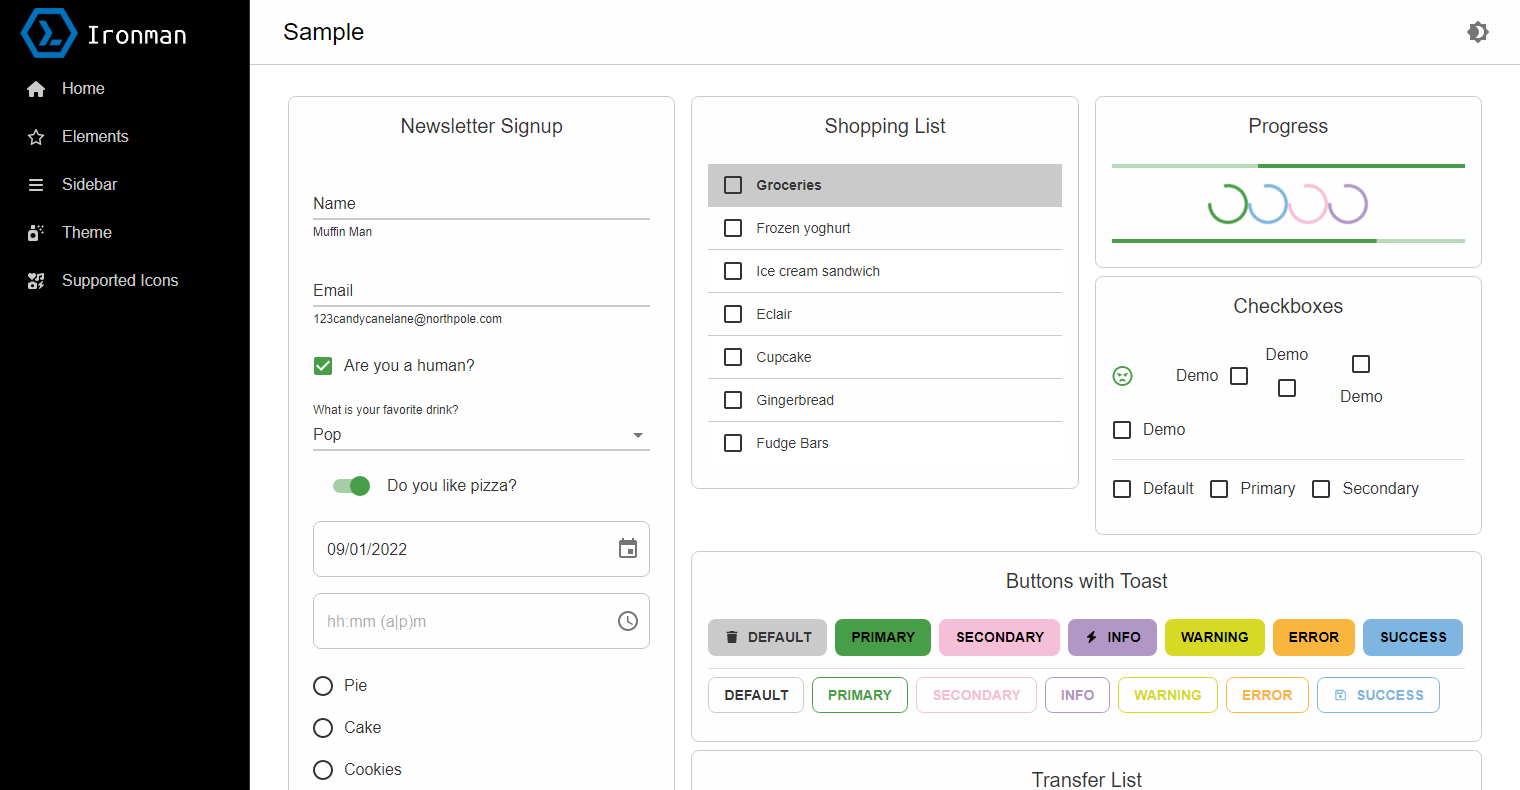 Ironman
Home
Elements
Sidebar
Theme
Supported Icons
Sample
Newsletter Signup
Name
Muffin Man
Email
123candycanelane@northpole.com
Are you a human?
What is your favorite drink?
Pop
Do you like pizza?
09/01/2022
hh:mm (a|p)m
Pie
Cake
Cookies
Shopping List
Groceries
Frozen yoghurt
Ice cream sandwich
Eclair
Cupcake
Gingerbread
Fudge Bars
Progress
Checkboxes
Demo
Demo
Demo
Demo
Default Primary Secondary
Buttons with Toast
DEFAULT PRIMARY SECONDARY INFO WARNING ERROR SUCCESS
DEFAULT PRIMARY SECONDARY INFO WARNING ERROR SUCCESS
Transfer List